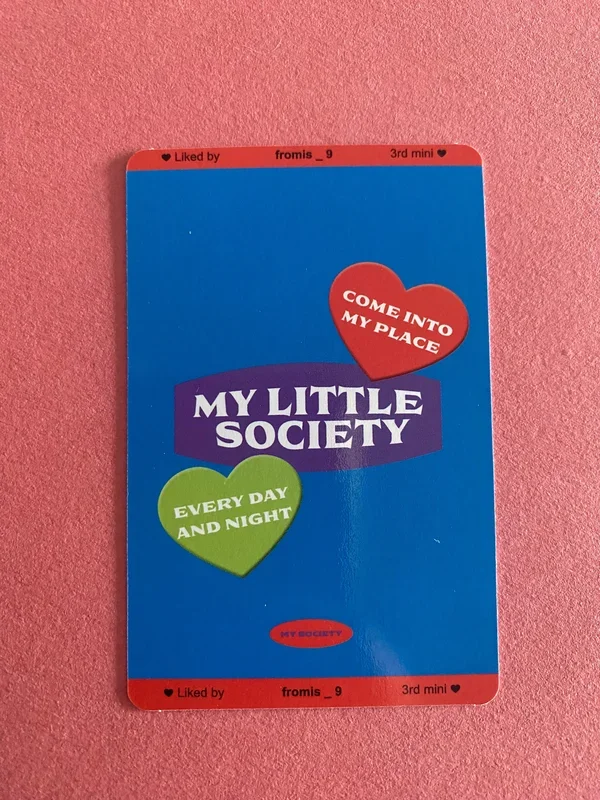 ♥ Liked by fromis _ 9 3rd mini ♥
COME INTO
MY PLACE
MY LITTLE
SOCIETY
EVERY DAY
AND NIGHT
MY SOCIETY
♥ Liked by fromis _ 9 3rd mini ♥